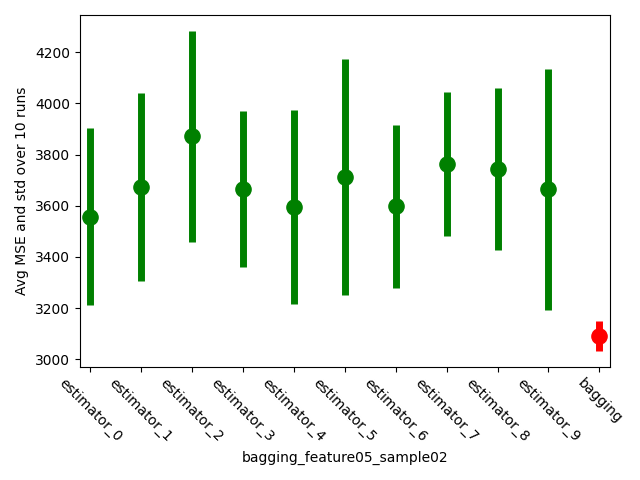 Avg MSE and std over 10 runs
4200
4000
3800
3600
3400
3200
3000
estimator_0
estimator_1
estimator_2
estimator_3
estimator_4
estimator_5
estimator_6
estimator_7
estimator_8
estimator_9
bagging
bagging_feature05_sample02